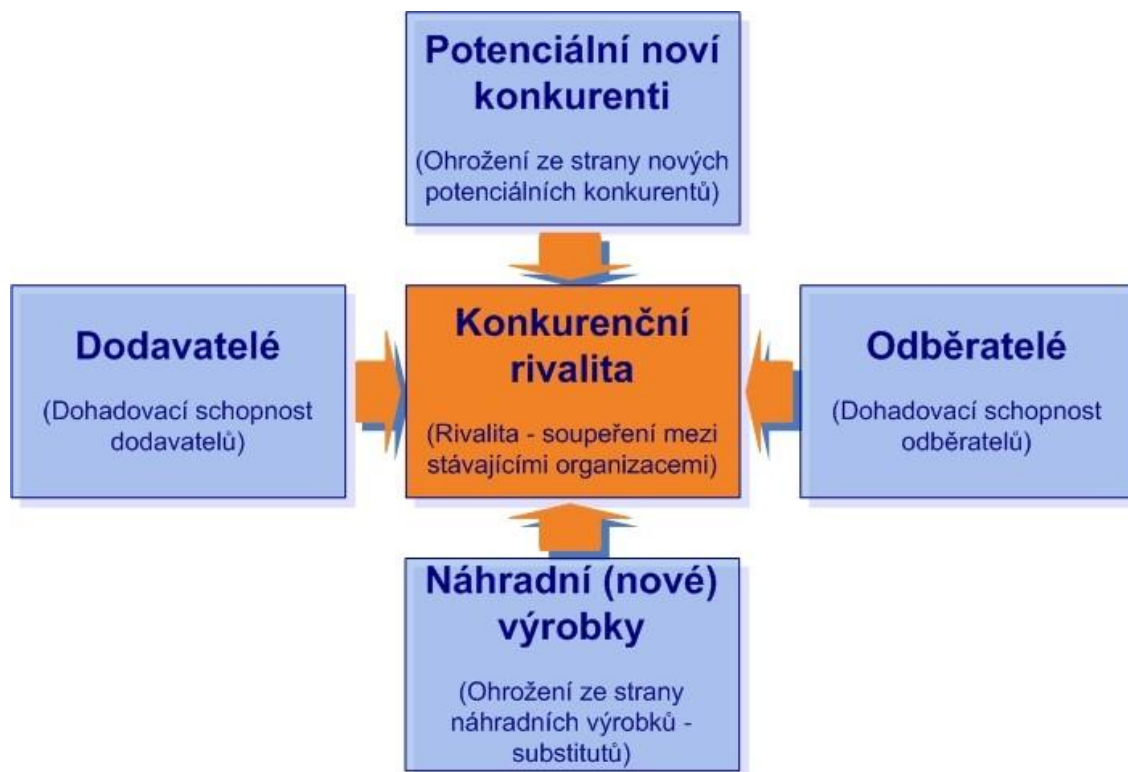 Potenciální noví
konkurenti
(Ohrožení ze strany nových
potenciálních konkurentů)
Dodavatelé
(Dohadovací schopnost
dodavatelů)
Konkurenční
rivalita
(Rivalita - soupeření mezi
stávajícími organizacemi)
Odběratelé
(Dohadovací schopnost
odběratelů)
Náhradní (nové)
výrobky
(Ohrožení ze strany
náhradních výrobků -
substitutů)